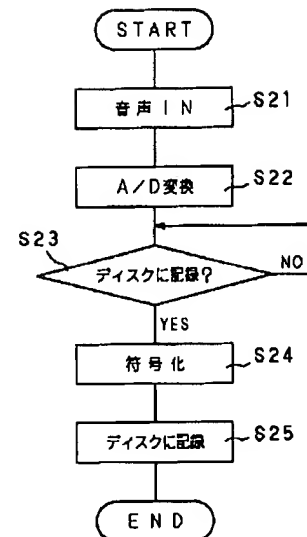 START
音声IN S21
A/D変換 S22
S23
ディスクに記録?
NO
YES
符号化 S24
ディスクに記録 S25
END